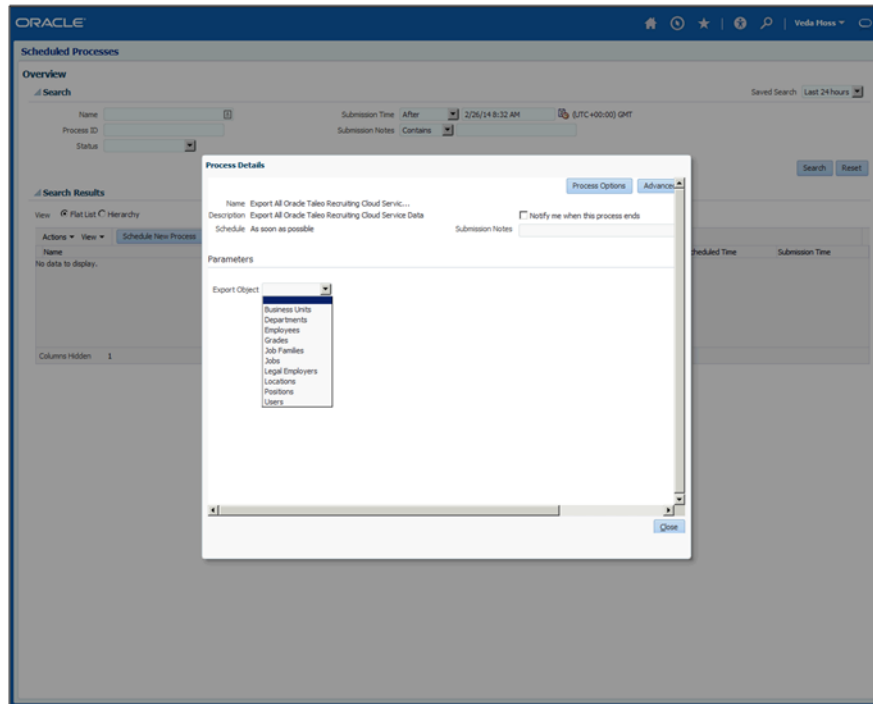 ORACLE
Veda Moss
Scheduled Processes
Overview
Search
Saved Search Last 24 hours
Name
Submission Time After 2/26/14 8:32 AM (UTC+00:00) GMT
Process ID
Submission Notes Contains
Status
Search Reset
Search Results
View Flat List Hierarchy
Actions View Schedule New Process
Name
cheduled Time Submission Time
No data to display.
Columns Hidden 1
Process Details
Process Options Advanced
Name Export All Oracle Taleo Recruiting Cloud Servic...
Description Export All Oracle Taleo Recruiting Cloud Service Data
Notify me when this process ends
Schedule As soon as possible
Submission Notes
Parameters
Export Object
Business Units
Departments
Employees
Grades
Job Families
Jobs
Legal Employers
Locations
Positions
Users
Close